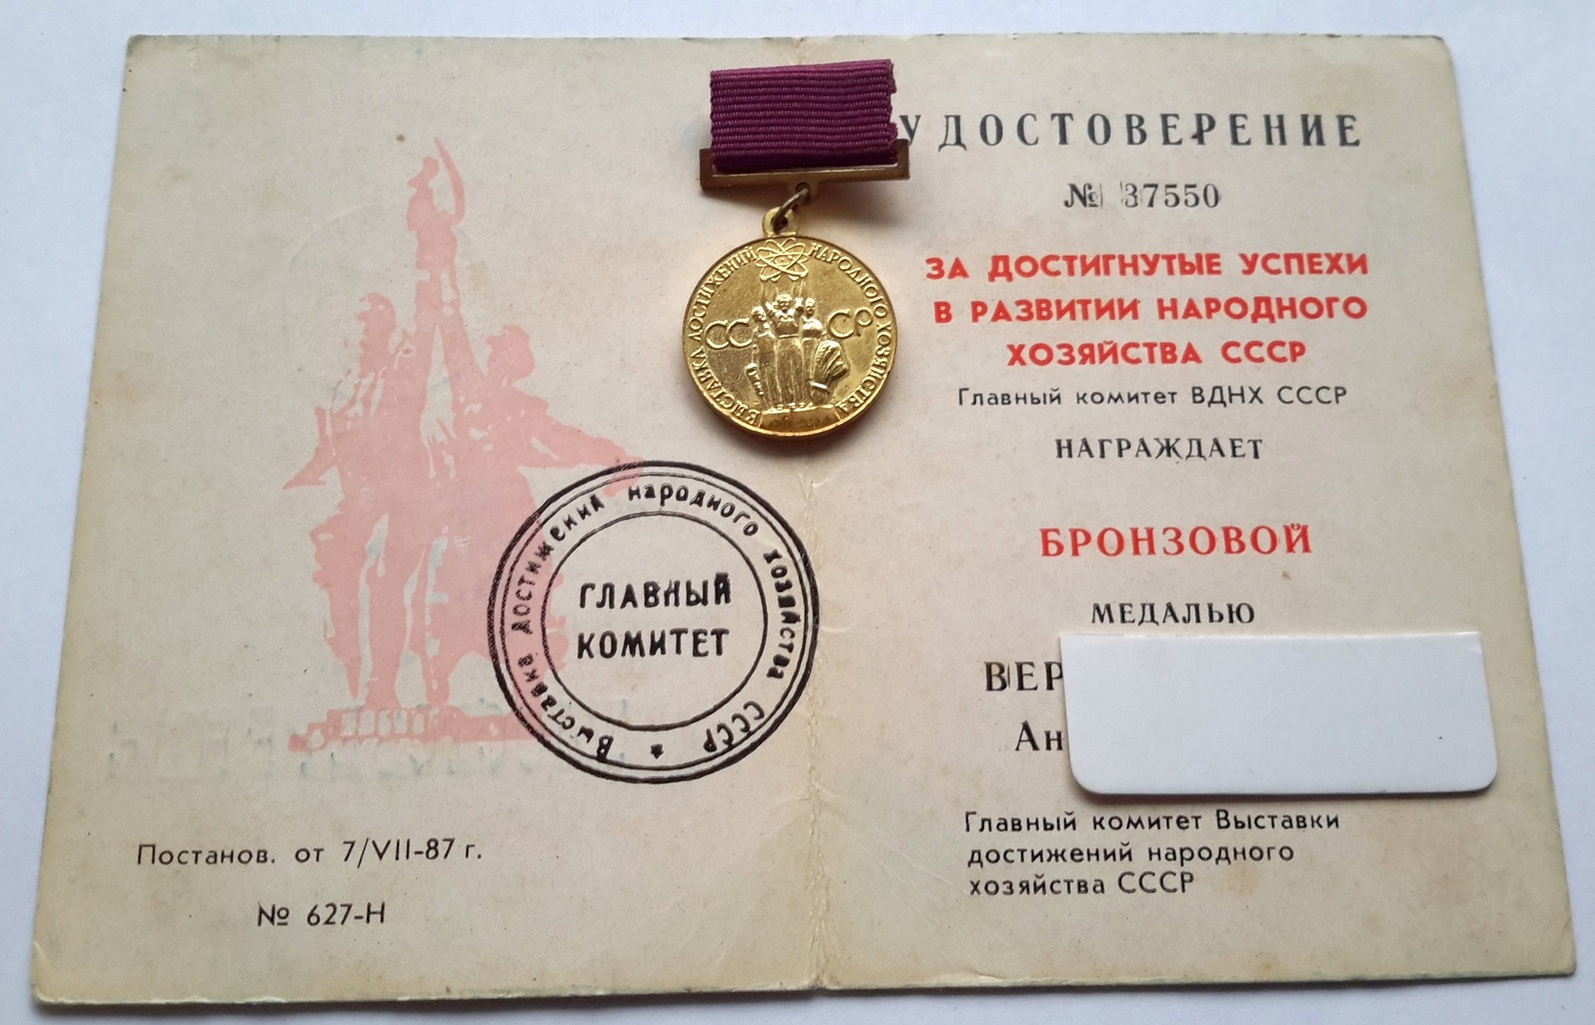 УДОСТОВЕРЕНИЕ
№ 37550
ЗА ДОСТИГНУТЫЕ УСПЕХИ
В РАЗВИТИИ НАРОДНОГО
ХОЗЯЙСТВА СССР
Главный комитет ВДНХ СССР
НАГРАЖДАЕТ
БРОНЗОВОЙ
МЕДАЛЬЮ
ВЕР
Ан
Главный комитет Выставки
достижений народного
хозяйства СССР
ВЫСТАВКА ДОСТИЖЕНИЙ НАРОДНОГО ХОЗЯЙСТВА
СССР
Выставка достижений народного хозяйства СССР
ГЛАВНЫЙ
КОМИТЕТ
Постанов. от 7/VII-87 г.
№ 627-Н